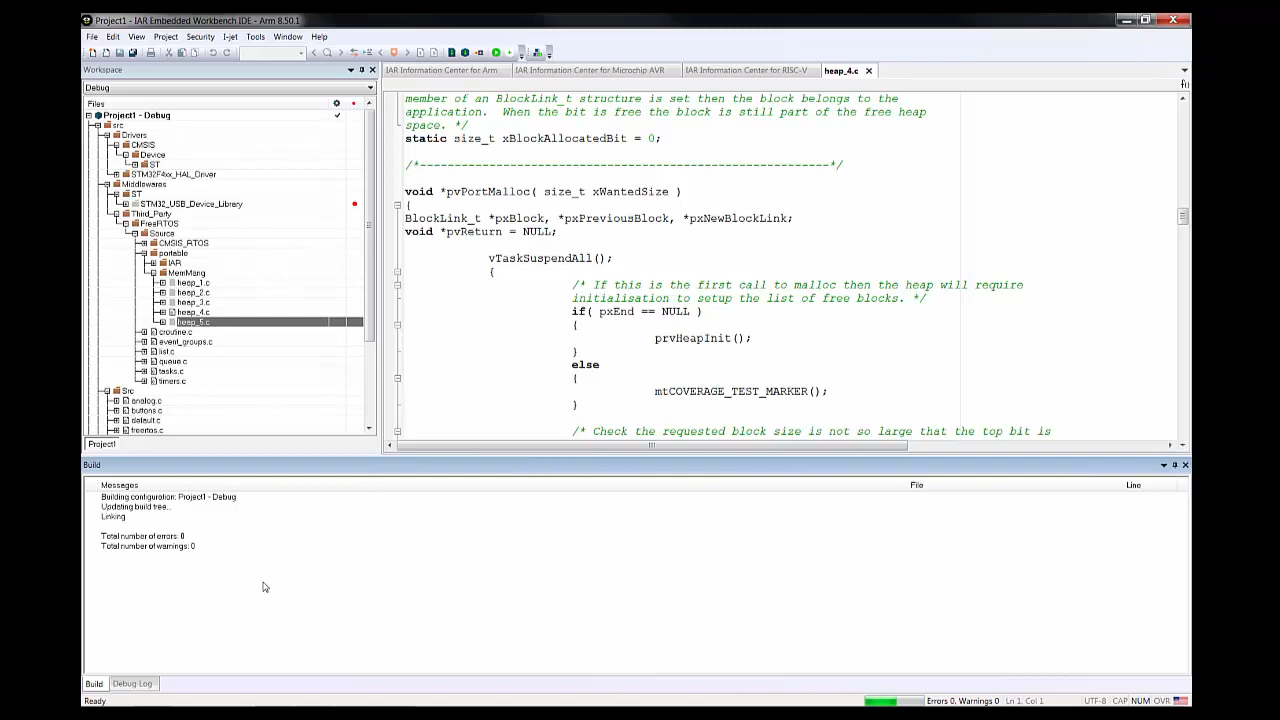 Project1 - IAR Embedded Workbench IDE - Arm 8.50.1
File Edit View Project Security I-jet Tools Window Help
Workspace
IAR Information Center for Arm
IAR Information Center for Microchip AVR
IAR Information Center for RISC-V
heap_4.c
Debug
Files
Project1 - Debug
src
Drivers
CMSIS
Device
ST
STM32F4xx_HAL_Driver
Middlewares
ST
STM32_USB_Device_Library
Third_Party
FreeRTOS
Source
CMSIS_RTOS
portable
IAR
MemMang
heap_1.c
heap_2.c
heap_3.c
heap_4.c
heap_5.c
croutine.c
event_groups.c
list.c
queue.c
tasks.c
timers.c
Src
analog.c
buttons.c
default.c
freertos.c
Project1
member of an BlockLink_t structure is set then the block belongs to the
application. When the bit is free the block is still part of the free heap
space. */
static size_t xBlockAllocatedBit = 0;
/*-----------------------------------------------------------*/
void *pvPortMalloc( size_t xWantedSize )
{
BlockLink_t *pxBlock, *pxPreviousBlock, *pxNewBlockLink;
void *pvReturn = NULL;
vTaskSuspendAll();
{
/* If this is the first call to malloc then the heap will require
initialisation to setup the list of free blocks. */
if( pxEnd == NULL )
{
prvHeapInit();
}
else
{
mtCOVERAGE_TEST_MARKER();
}
/* Check the requested block size is not so large that the top bit is
Build
Messages File Line
Building configuration: Project1 - Debug
Updating build tree...
Linking
Total number of errors: 0
Total number of warnings: 0
Build Debug Log
Ready Errors 0, Warnings 0 Ln 1, Col 1 UTF-8 CAP NUM OVR